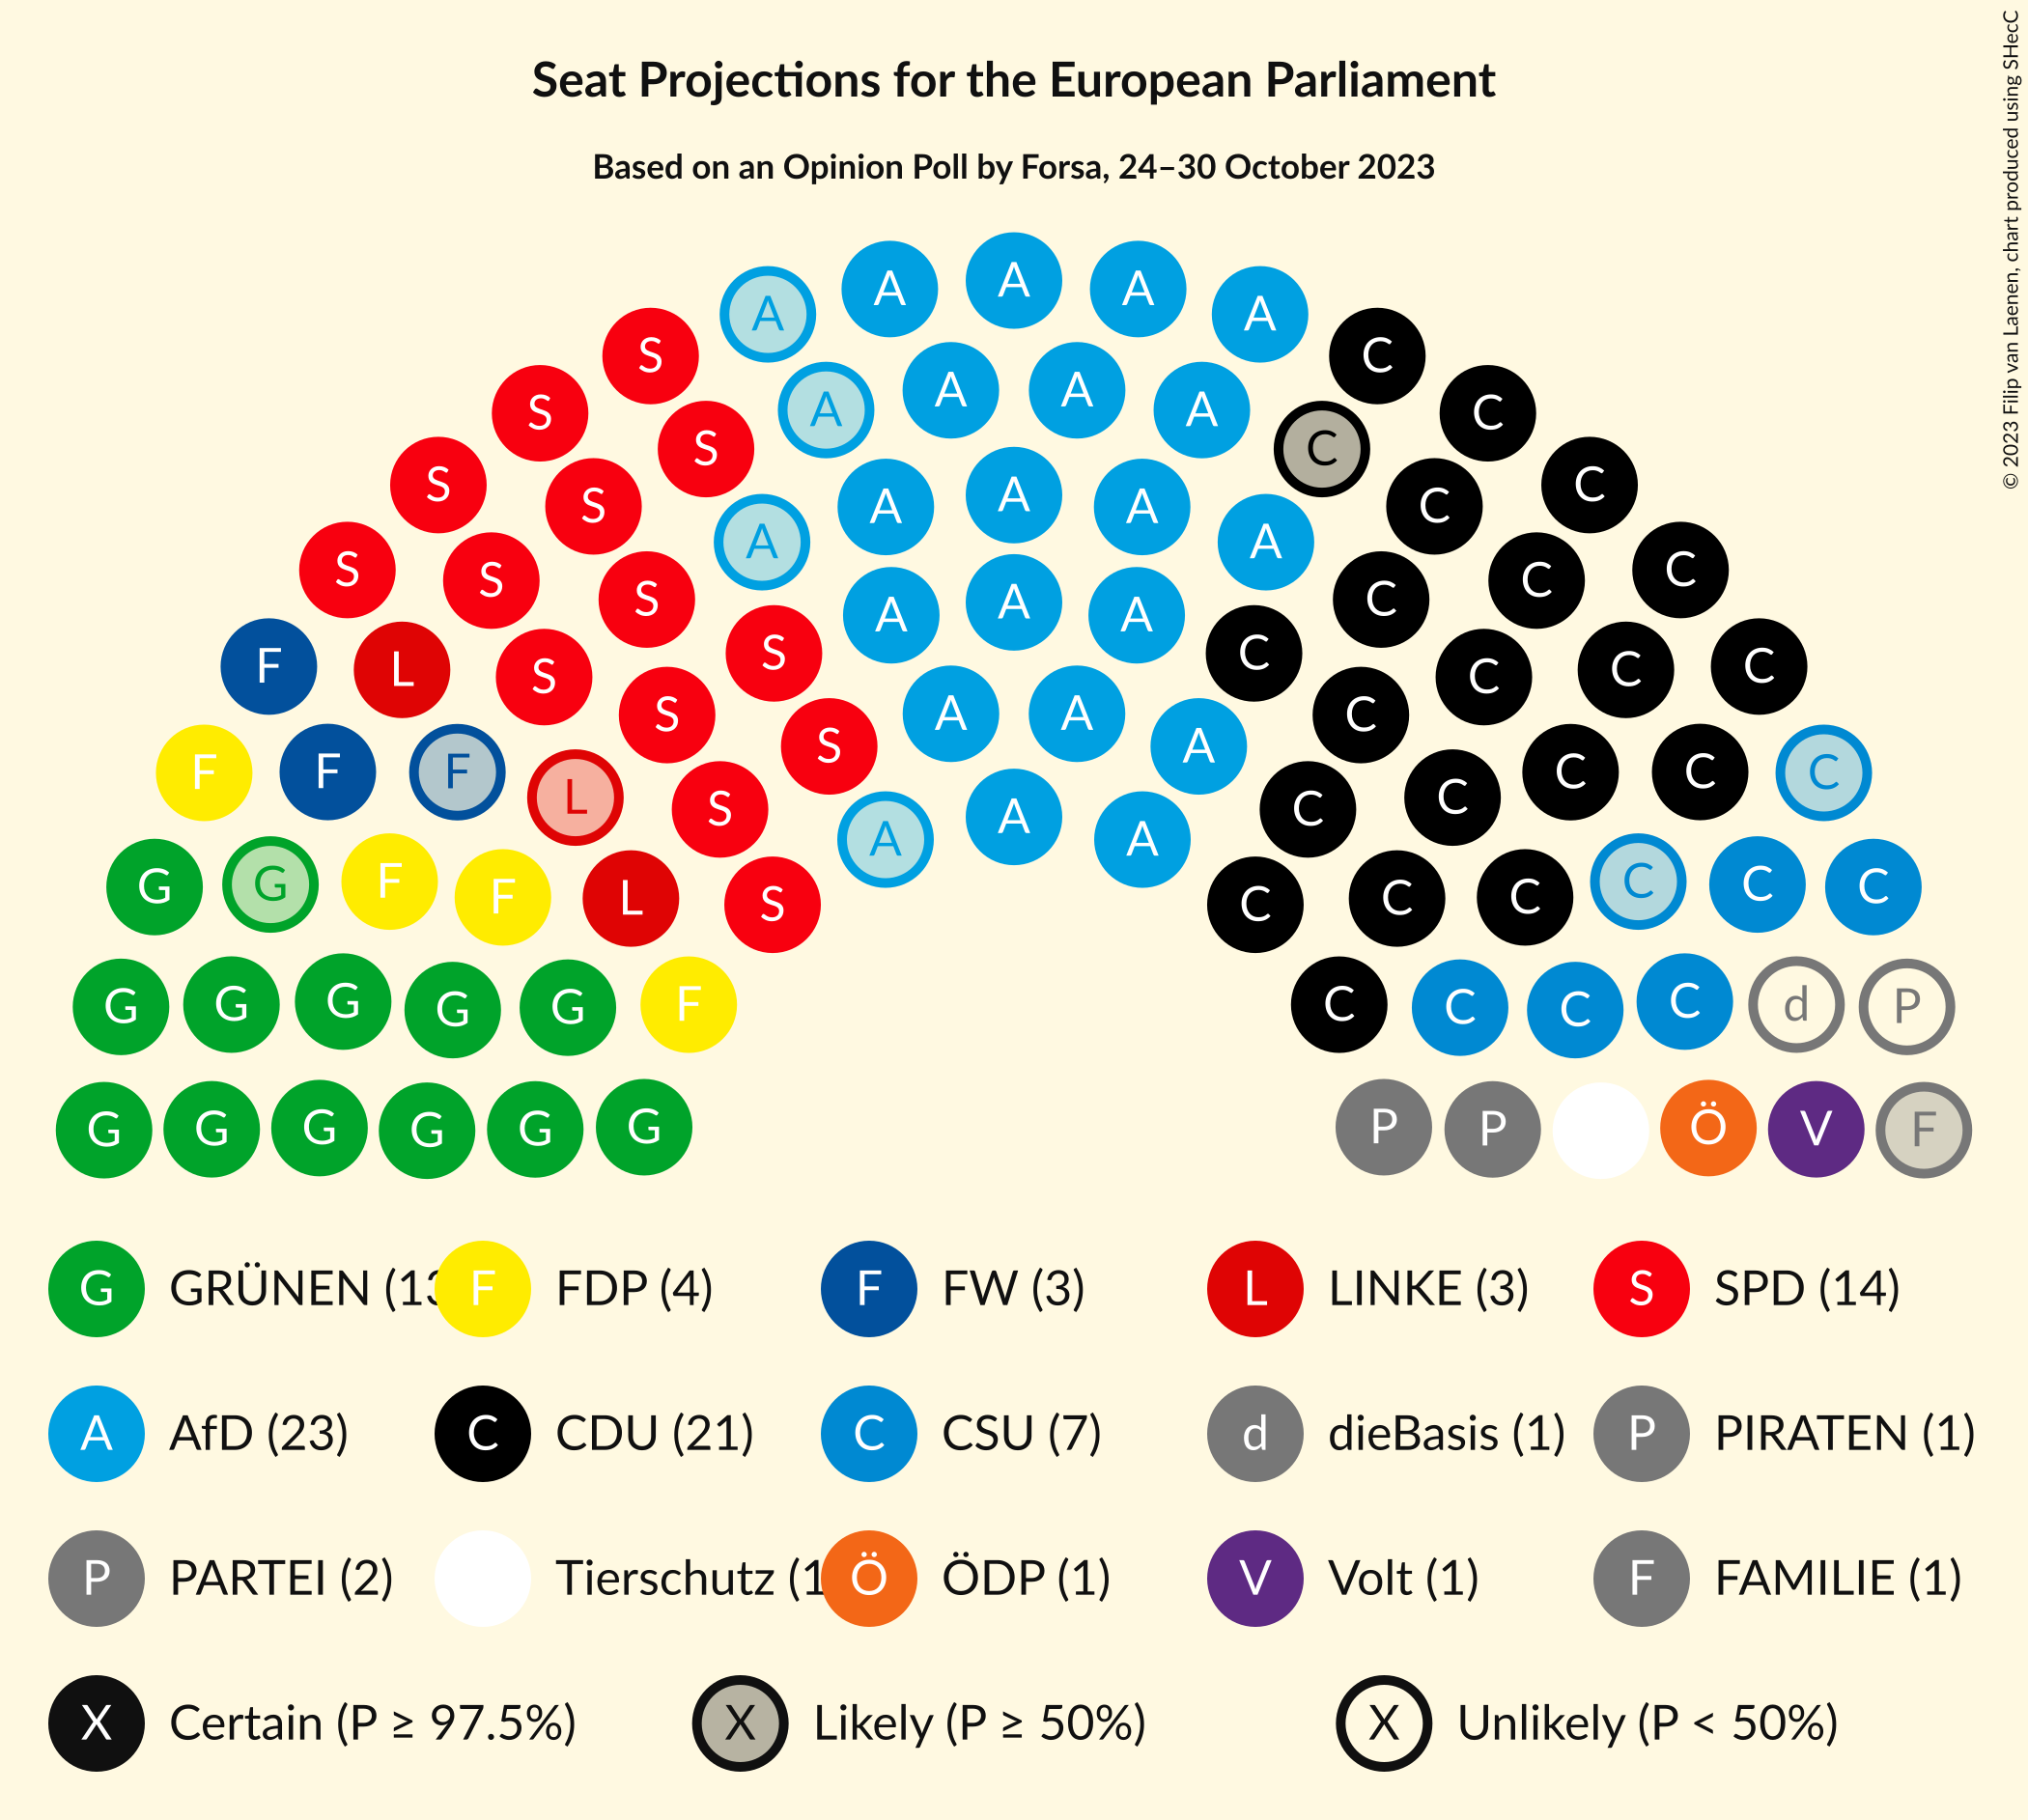 Seat Projections for the European Parliament
Based on an Opinion Poll by Forsa, 24–30 October 2023
© 2023 Filip van Laenen, chart produced using SHecC
A A A A A
S A A A A C
S S A A A C C
S S A A A A A C C
S S S A A A C C C
F L S S S A A A C C C C C
F F F L S S A A A C C C C C
G G F F L S C C C C C C
G G G G G F C C C C d P
G G G G G G P P Ö V F
G GRÜNEN (13 F FDP (4) F FW (3) L LINKE (3) S SPD (14)
A AfD (23) C CDU (21) C CSU (7) d dieBasis (1) P PIRATEN (1)
P PARTEI (2) Tierschutz (1 Ö ÖDP (1) V Volt (1) F FAMILIE (1)
X Certain (P ≥ 97.5%) X Likely (P ≥ 50%) X Unlikely (P < 50%)